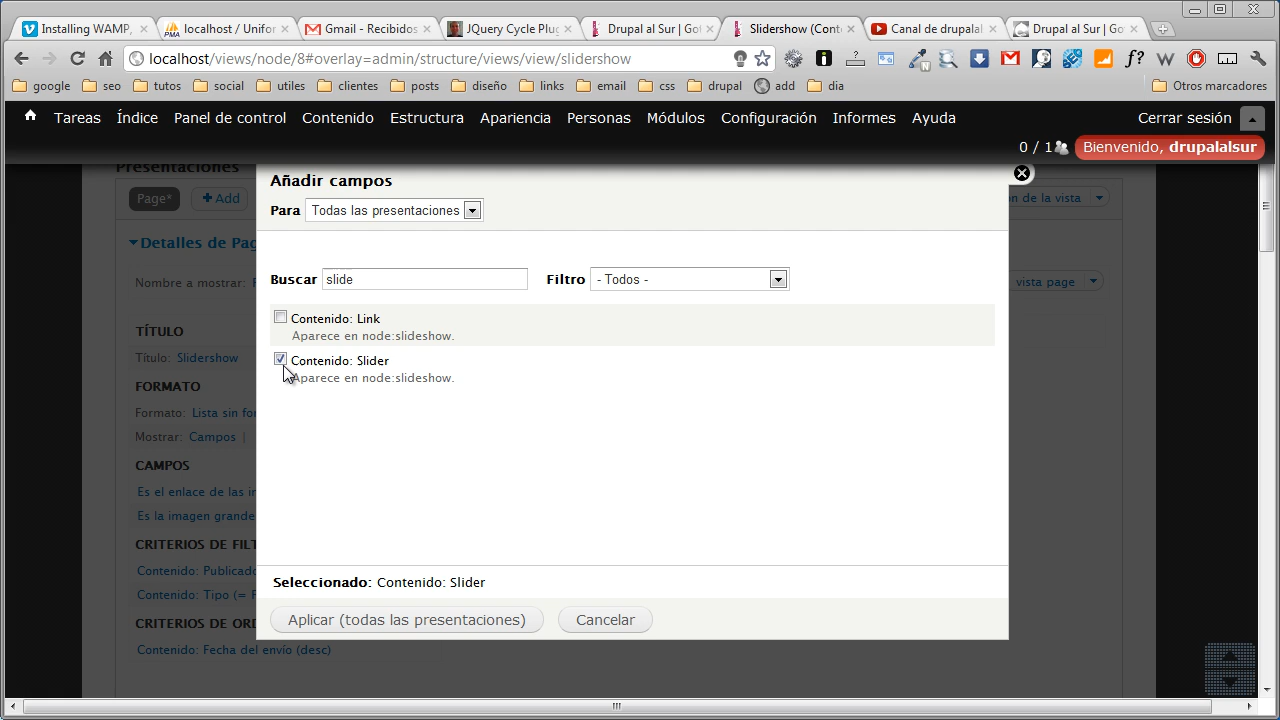 Installing WAMP,
localhost / Unifor
Gmail - Recibidos
JQuery Cycle Plug
Drupal al Sur | Got
Slidershow (Cont
Canal de drupalal
Drupal al Sur | Go
localhost/views/node/8#overlay=admin/structure/views/view/slidershow
google seo tutos social utiles clientes posts diseño links email css drupal add dia Otros marcadores
Tareas Índice Panel de control Contenido Estructura Apariencia Personas Módulos Configuración Informes Ayuda Cerrar sesión
0 / 1 Bienvenido, drupalalsur
Presentaciones
Añadir campos
Page* Add
n de la vista
Para Todas las presentaciones
Detalles de Pag
Buscar slide Filtro - Todos -
Nombre a mostrar:
vista page
Contenido: Link
Aparece en node:slideshow.
TÍTULO
Título: Slidershow
Contenido: Slider
Aparece en node:slideshow.
FORMATO
Formato: Lista sin for
Mostrar: Campos |
CAMPOS
Es el enlace de las in
Es la imagen grande
CRITERIOS DE FILT
Contenido: Publicado
Seleccionado: Contenido: Slider
Contenido: Tipo (=
Aplicar (todas las presentaciones) Cancelar
CRITERIOS DE ORD
Contenido: Fecha del envío (desc)